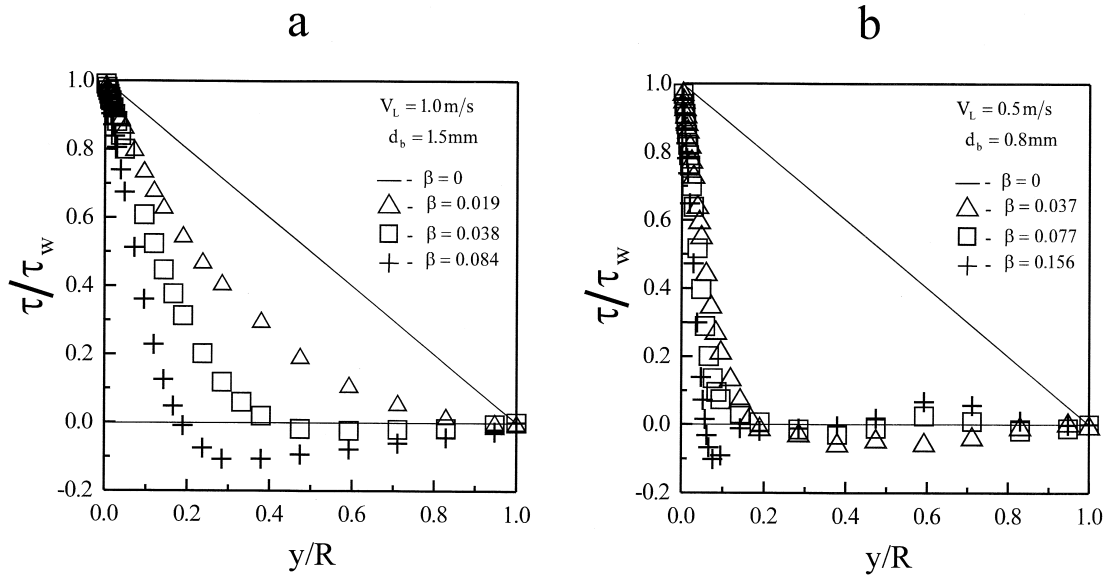 a
b
V_L = 1.0 m/s
d_b = 1.5mm
- β = 0
- β = 0.019
- β = 0.038
- β = 0.084
τ/τ_w
1.0
0.8
0.6
0.4
0.2
0.0
-0.2
0.0 0.2 0.4 0.6 0.8 1.0
y/R
V_L = 0.5m/s
d_b = 0.8mm
- β = 0
- β = 0.037
- β = 0.077
- β = 0.156
τ/τ_w
1.0
0.8
0.6
0.4
0.2
0.0
-0.2
0.0 0.2 0.4 0.6 0.8 1.0
y/R